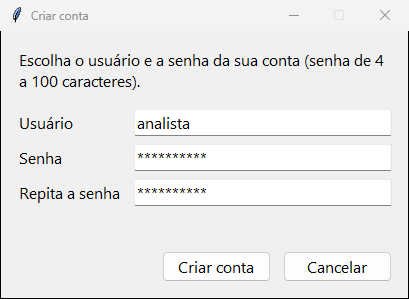 Criar conta
Escolha o usuário e a senha da sua conta (senha de 4
a 100 caracteres).
Usuário analista
Senha **********
Repita a senha **********
Criar conta Cancelar